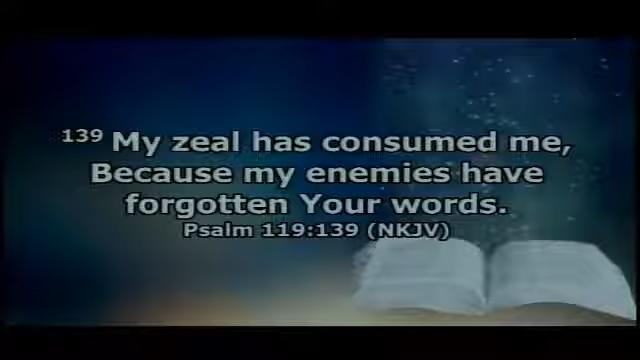 139 My zeal has consumed me,
Because my enemies have
forgotten Your words.
Psalm 119:139 (NKJV)